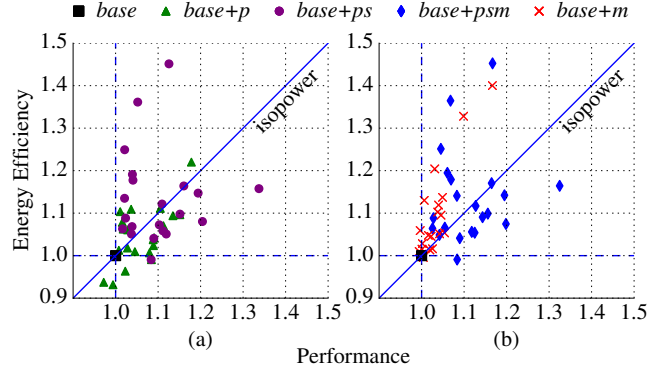 base base+p base+ps base+psm base+m
Energy Efficiency
1.5
1.4
1.3
1.2
1.1
1.0
0.9
isopower
1.0 1.1 1.2 1.3 1.4 1.5
(a)
1.5
1.4
1.3
1.2
1.1
1.0
0.9
isopower
1.0 1.1 1.2 1.3 1.4 1.5
(b)
Performance